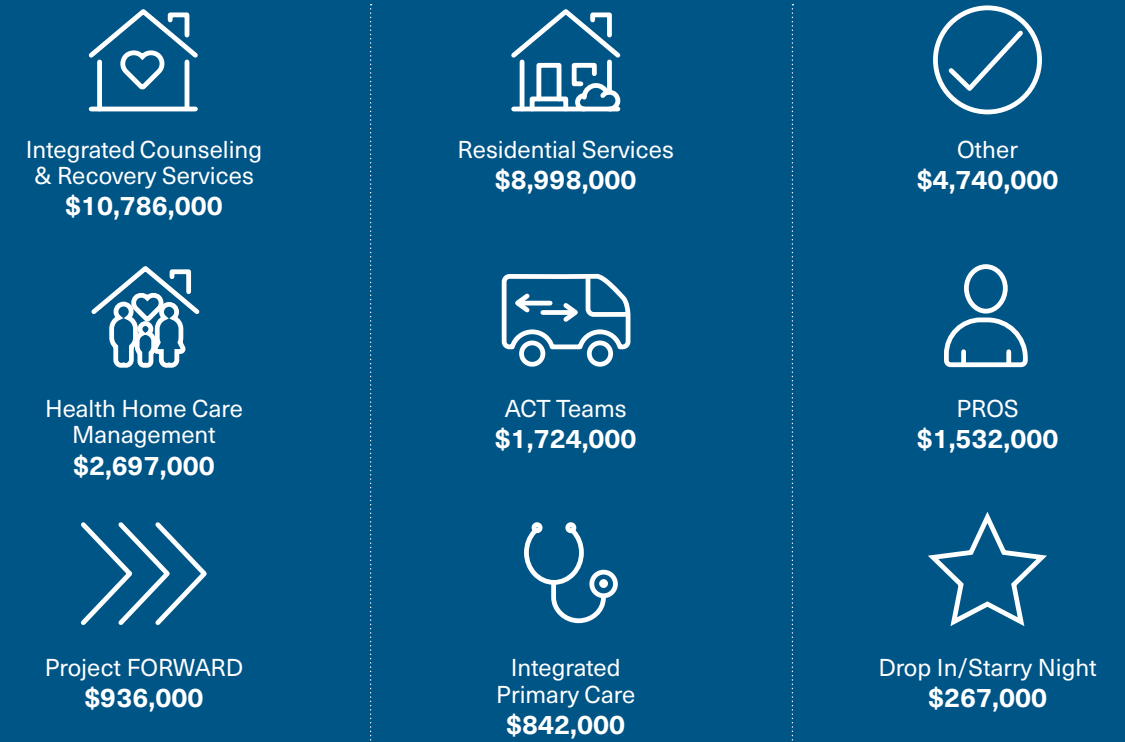 Integrated Counseling
& Recovery Services
$10,786,000
Residential Services
$8,998,000
Other
$4,740,000
Health Home Care
Management
$2,697,000
ACT Teams
$1,724,000
PROS
$1,532,000
Project FORWARD
$936,000
Integrated
Primary Care
$842,000
Drop In/Starry Night
$267,000